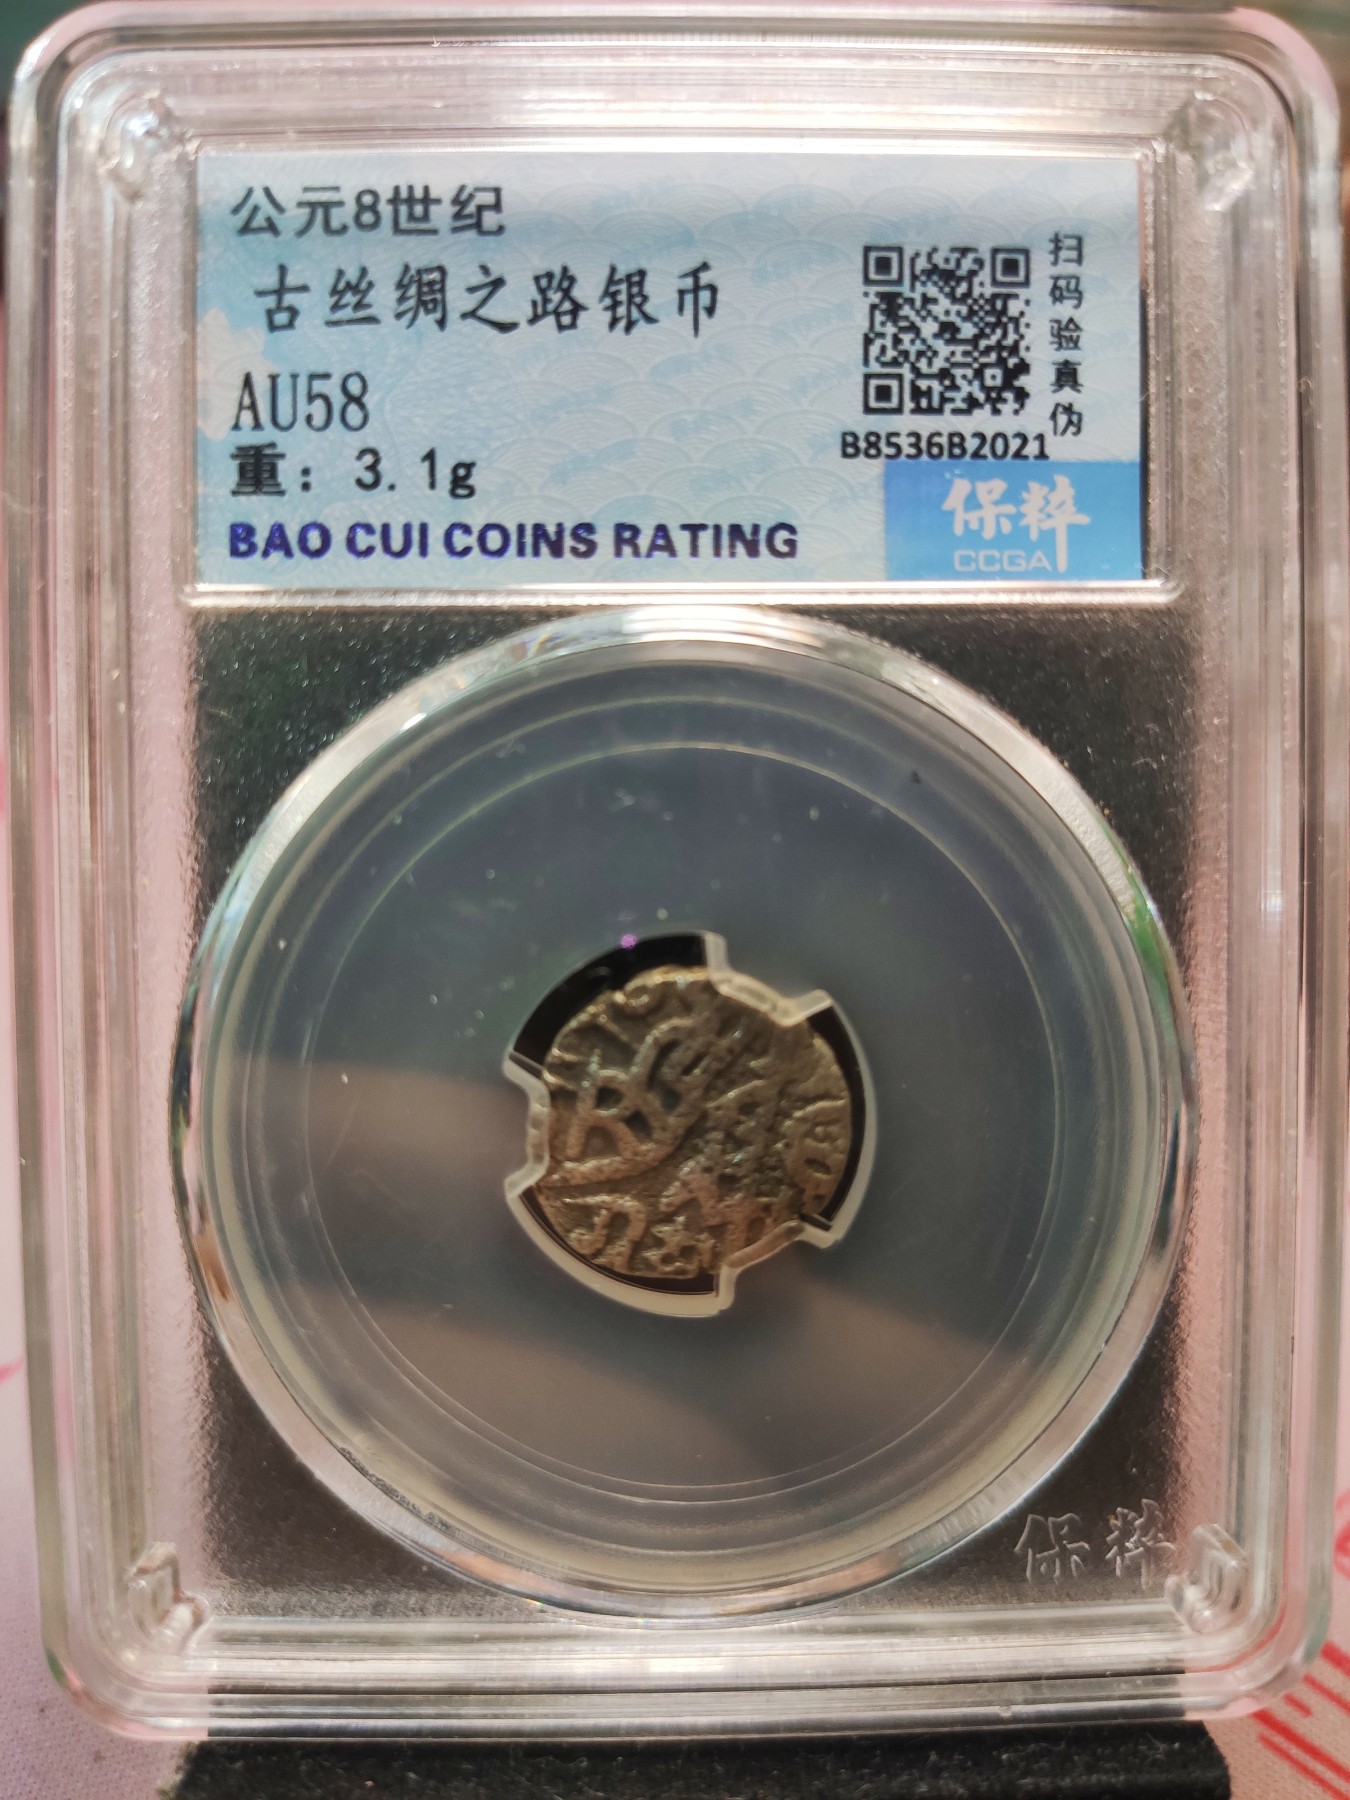 公元8世纪
古丝绸之路银币
AU58
重：3.1g
BAO CUI COINS RATING
扫码验真伪
B8536B2021
保粹
CCGA
保粹